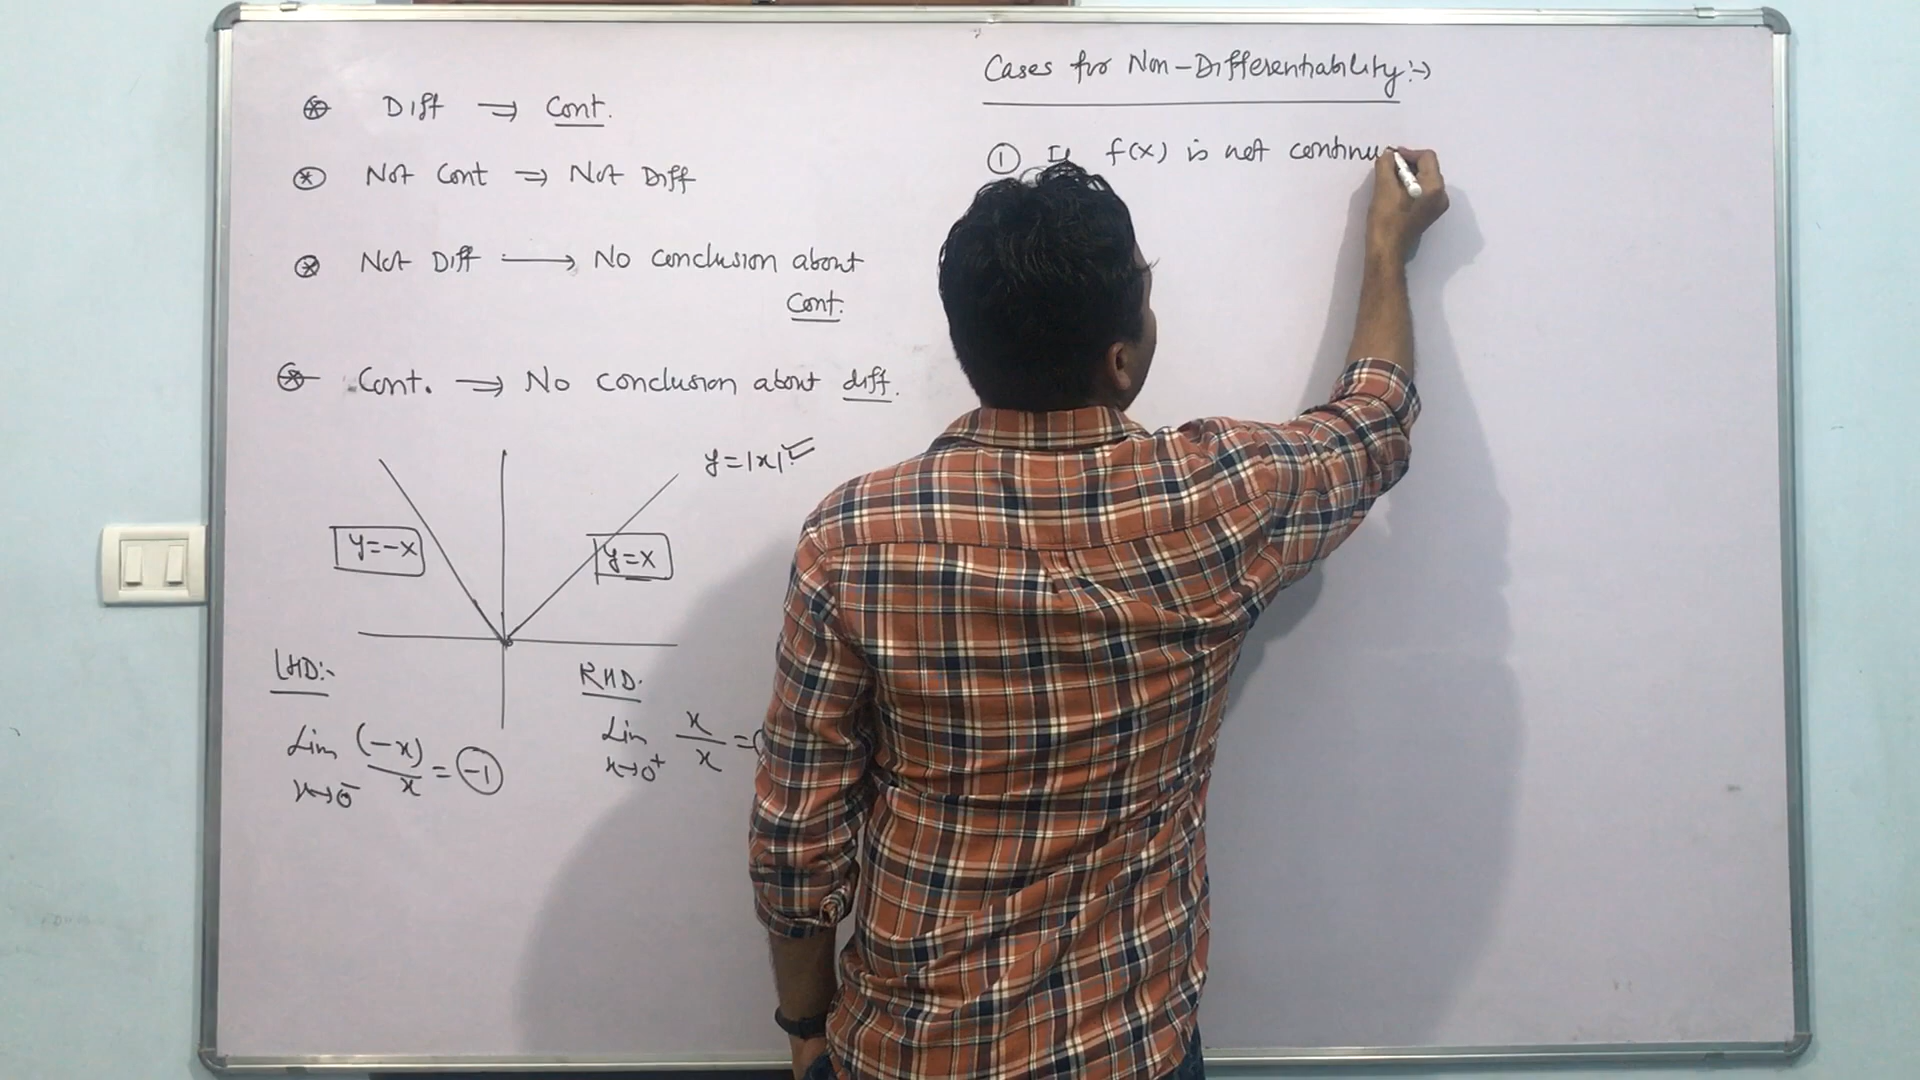 Diff ⇒ Cont.
Not Cont ⇒ Not Diff
Not Diff → No conclusion about
Cont.
Cont. ⇒ No conclusion about diff.
y=|x|
y=-x
y=x
LHD:-
RHD.
Lim (-x)/x = -1
x→0⁻
Lim x/x =
x→0⁺
Cases for Non-Differentiability:→
① If f(x) is not continu